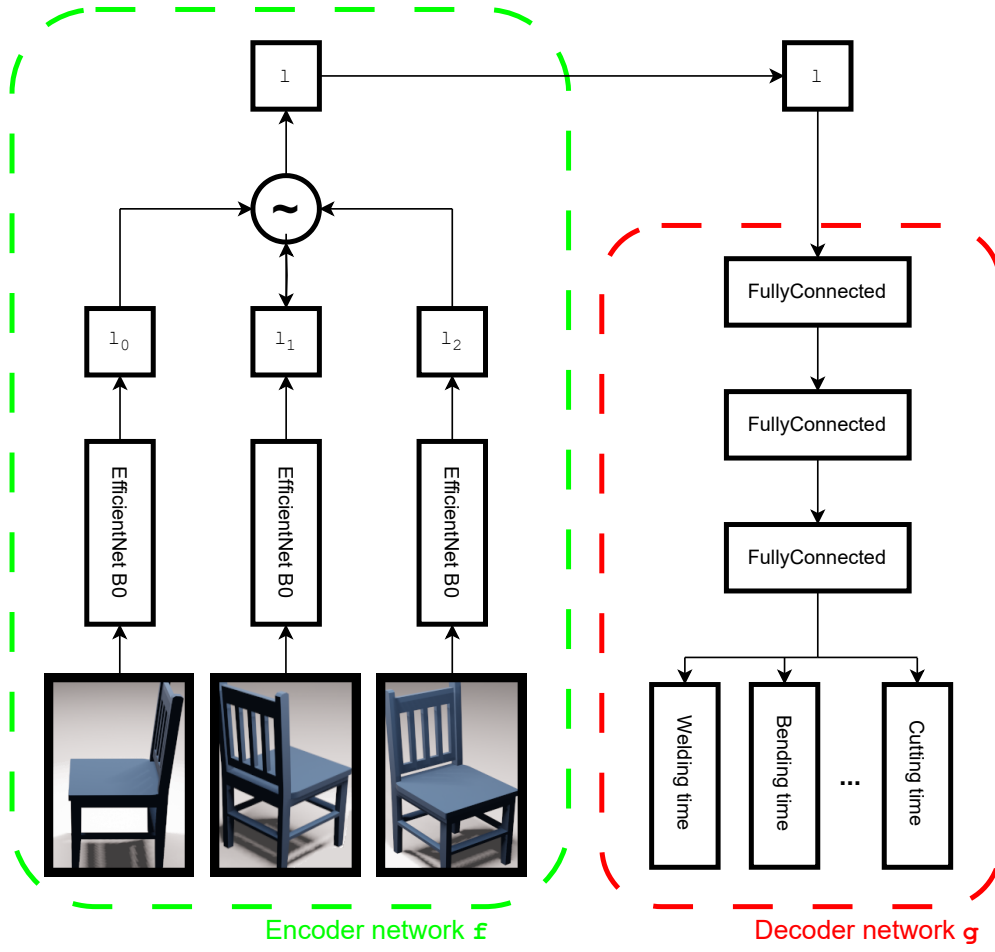 l
l
~
l₀
l₁
l₂
FullyConnected
FullyConnected
FullyConnected
EfficientNet B0
EfficientNet B0
EfficientNet B0
Welding time
Bending time
...
Cutting time
Encoder network f
Decoder network g